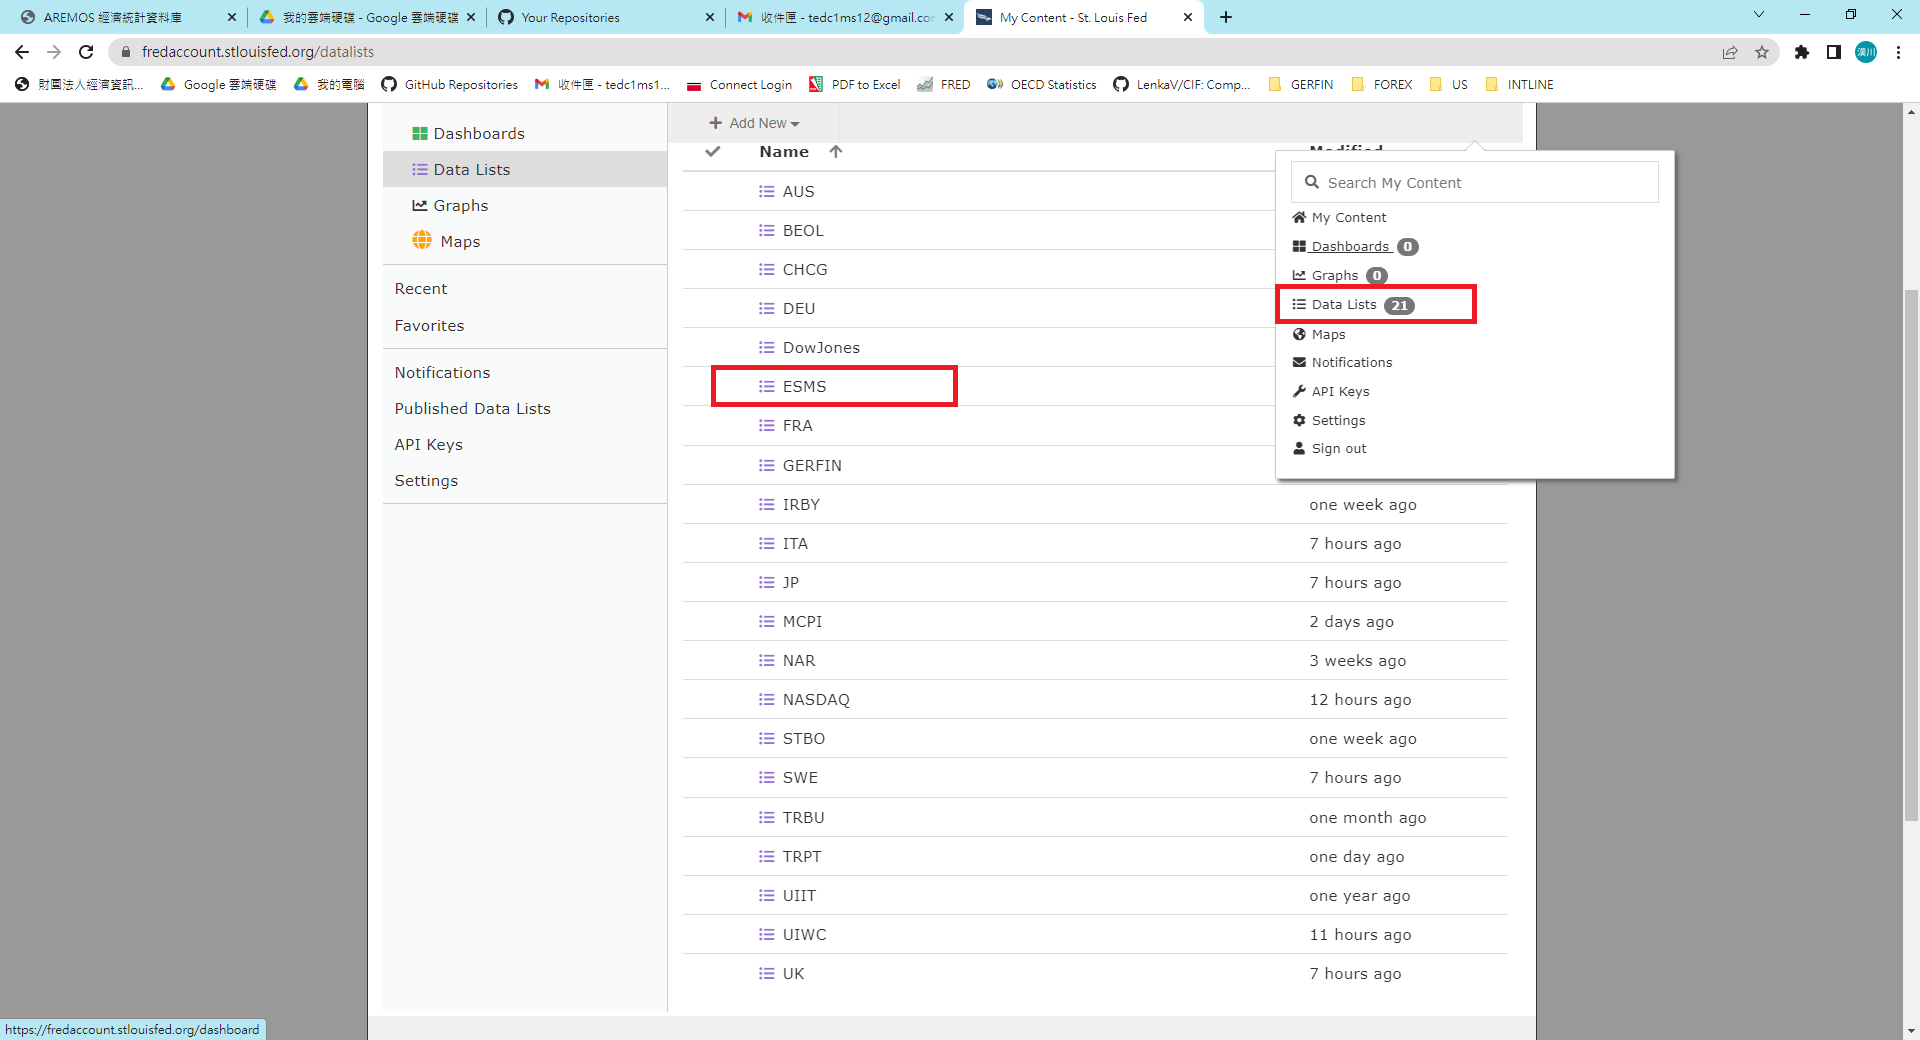 AREMOS 經濟統計資料庫
我的雲端硬碟 - Google 雲端硬碟
Your Repositories
收件匣 - tedc1ms12@gmail.cor
My Content - St. Louis Fed
fredaccount.stlouisfed.org/datalists
漢川
財團法人經濟資訊...
Google 雲端硬碟
我的電腦
GitHub Repositories
收件匣 - tedc1ms1...
Connect Login
PDF to Excel
FRED
OECD Statistics
LenkaV/CIF: Comp...
GERFIN
FOREX
US
INTLINE
Dashboards
Data Lists
Graphs
Maps
Recent
Favorites
Notifications
Published Data Lists
API Keys
Settings
Add New
Name
Modified
AUS
BEOL
CHCG
DEU
DowJones
ESMS
FRA
GERFIN
IRBY one week ago
ITA 7 hours ago
JP 7 hours ago
MCPI 2 days ago
NAR 3 weeks ago
NASDAQ 12 hours ago
STBO one week ago
SWE 7 hours ago
TRBU one month ago
TRPT one day ago
UIIT one year ago
UIWC 11 hours ago
UK 7 hours ago
Search My Content
My Content
Dashboards 0
Graphs 0
Data Lists 21
Maps
Notifications
API Keys
Settings
Sign out
https://fredaccount.stlouisfed.org/dashboard